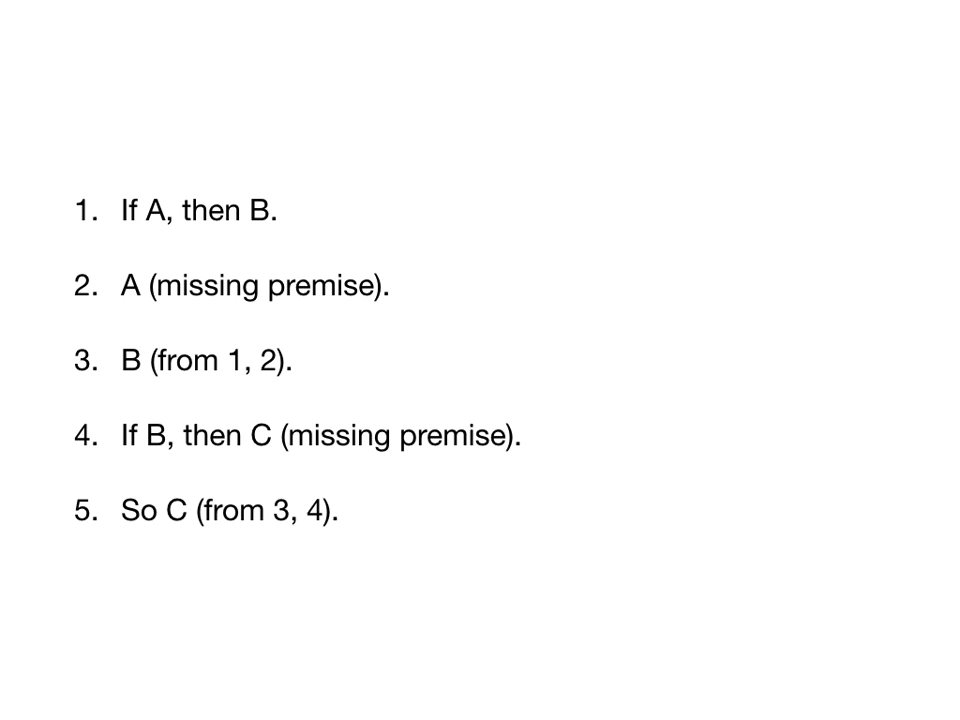 1. If A, then B.
2. A (missing premise).
3. B (from 1, 2).
4. If B, then C (missing premise).
5. So C (from 3, 4).